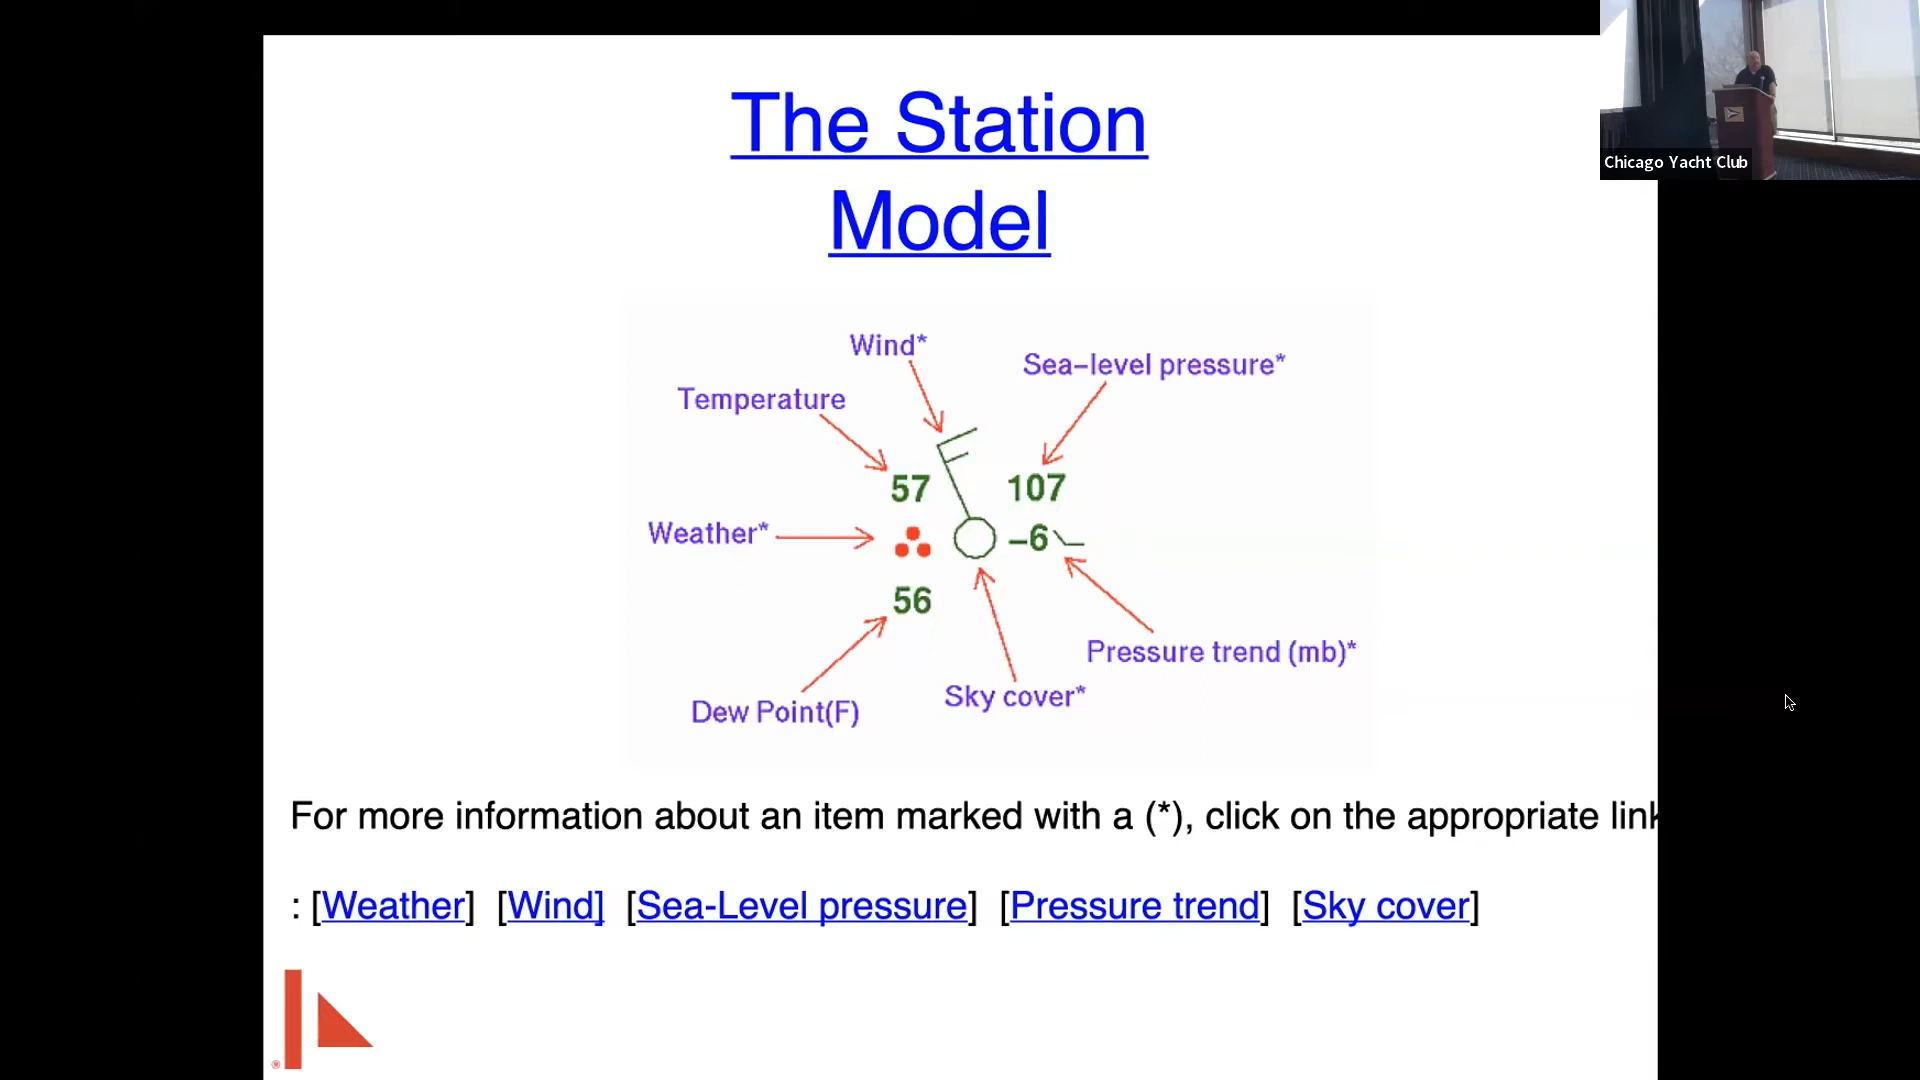 The Station
Model
Chicago Yacht Club
Wind*
Sea-level pressure*
Temperature
57
107
Weather*
-6
56
Pressure trend (mb)*
Sky cover*
Dew Point(F)
For more information about an item marked with a (*), click on the appropriate link
: [Weather] [Wind] [Sea-Level pressure] [Pressure trend] [Sky cover]
®